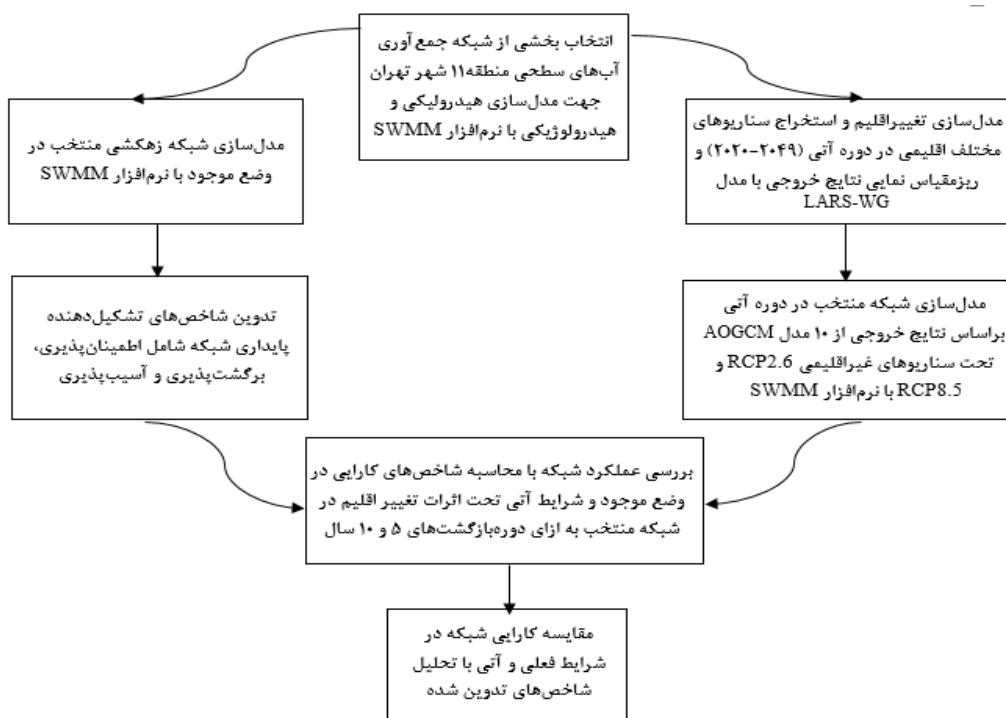 انتخاب بخشی از شبکه جمع‌آوری
آب‌های سطحی منطقه۱۱ شهر تهران
جهت مدل‌سازی هیدرولیکی و
هیدرولوژیکی با نرم‌افزار SWMM
مدل‌سازی تغییراقلیم و استخراج سناریوهای
مختلف اقلیمی در دوره آتی (۲۰۴۹-۲۰۲۰) و
ریزمقیاس نمایی نتایج خروجی با مدل
LARS-WG
مدل‌سازی شبکه زهکشی منتخب در
وضع موجود با نرم‌افزار SWMM
مدل‌سازی شبکه منتخب در دوره آتی
براساس نتایج خروجی از ۱۰ مدل AOGCM
تحت سناریوهای غیراقلیمی RCP2.6 و
RCP8.5 با نرم‌افزار SWMM
تدوین شاخص‌های تشکیل‌دهنده
پایداری شبکه شامل اطمینان‌پذیری،
برگشت‌پذیری و آسیب‌پذیری
بررسی عملکرد شبکه با محاسبه شاخص‌های کارایی در
وضع موجود و شرایط آتی تحت اثرات تغییر اقلیم در
شبکه منتخب به ازای دوره‌بازگشت‌های ۵ و ۱۰ سال
مقایسه کارایی شبکه در
شرایط فعلی و آتی با تحلیل
شاخص‌های تدوین شده